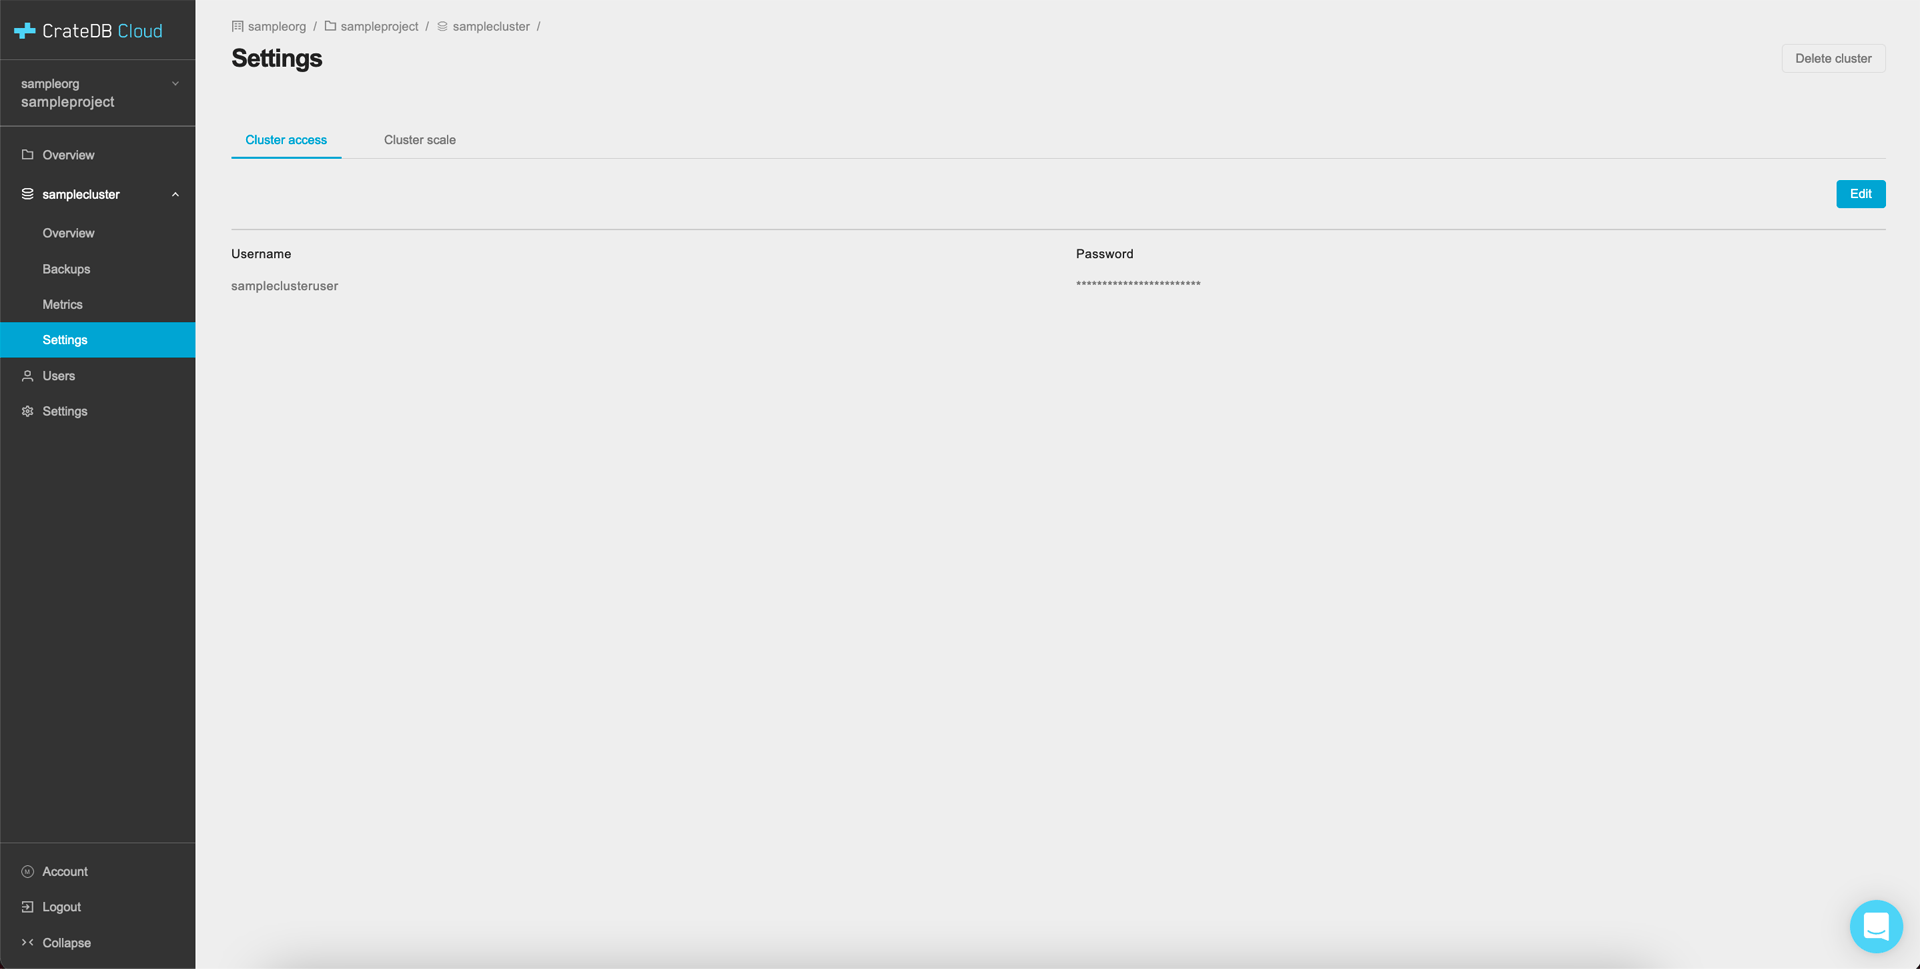 CrateDB Cloud
sampleorg
sampleproject
Overview
samplecluster
Overview
Backups
Metrics
Settings
Users
Settings
Account
Logout
Collapse
sampleorg / sampleproject / samplecluster /
Settings
Delete cluster
Cluster access Cluster scale
Edit
Username Password
sampleclusteruser ************************